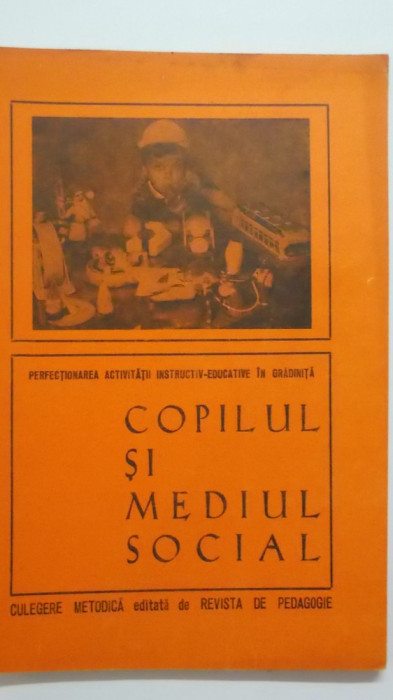 PERFECȚIONAREA ACTIVITĂȚII INSTRUCTIV-EDUCATIVE ÎN GRĂDINIȚĂ
COPILUL
ȘI
MEDIUL
SOCIAL
CULEGERE METODICĂ editată de REVISTA DE PEDAGOGIE